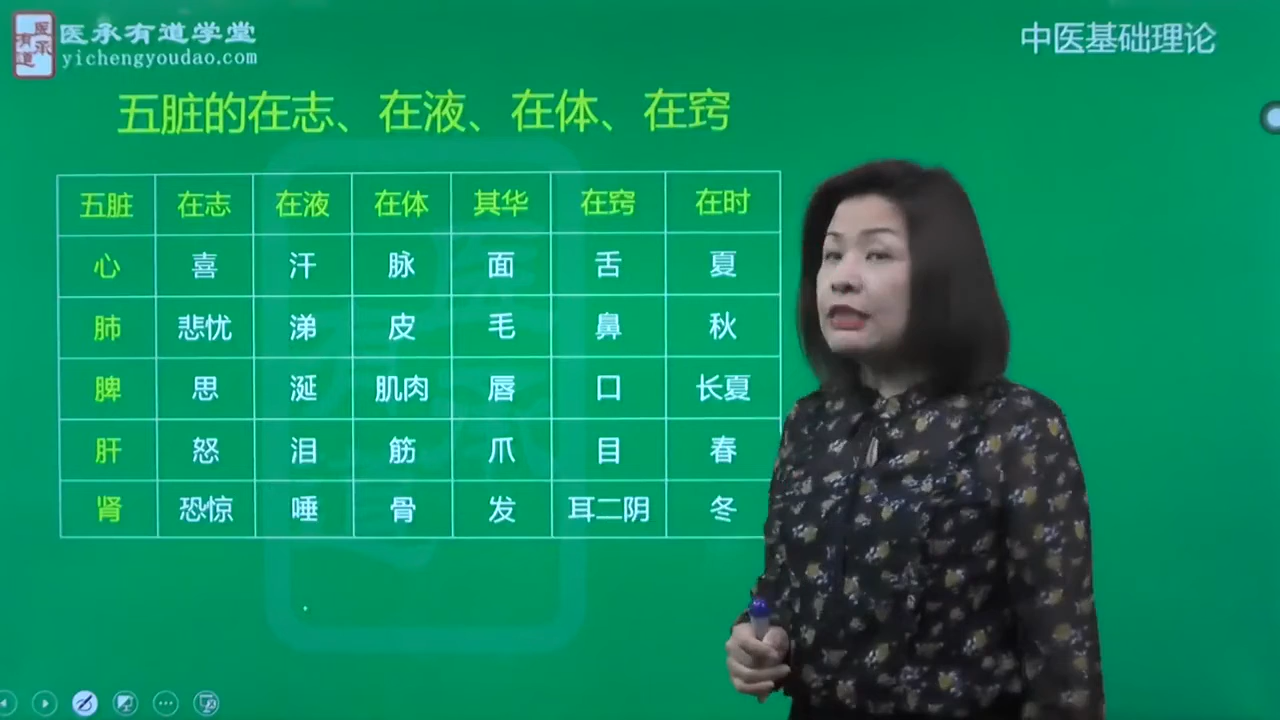 医承有道
医承有道学堂
yichengyoudao.com
中医基础理论
五脏的在志、在液、在体、在窍
五脏 在志 在液 在体 其华 在窍 在时
心 喜 汗 脉 面 舌 夏
肺 悲忧 涕 皮 毛 鼻 秋
脾 思 涎 肌肉 唇 口 长夏
肝 怒 泪 筋 爪 目 春
肾 恐惊 唾 骨 发 耳二阴 冬